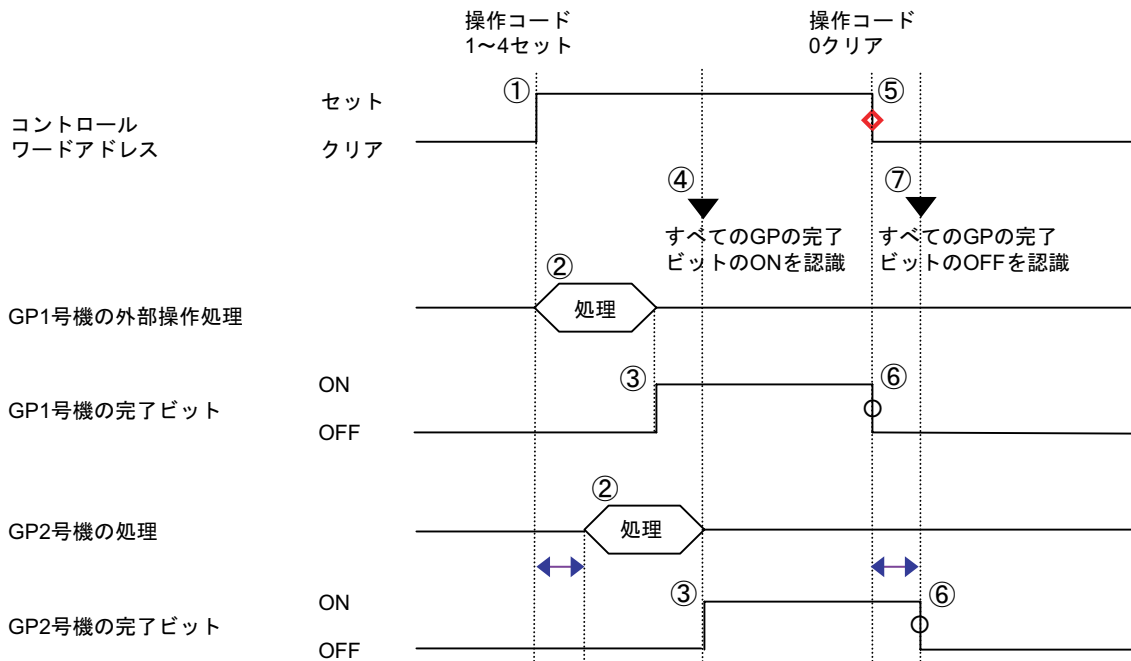 操作コード
1～4セット
操作コード
0クリア
①
⑤
セット
コントロール
ワードアドレス
クリア
④
⑦
すべてのGPの完了
ビットのONを認識
すべてのGPの完了
ビットのOFFを認識
②
GP1号機の外部操作処理
処理
③
⑥
ON
GP1号機の完了ビット
OFF
②
GP2号機の処理
処理
③
⑥
ON
GP2号機の完了ビット
OFF